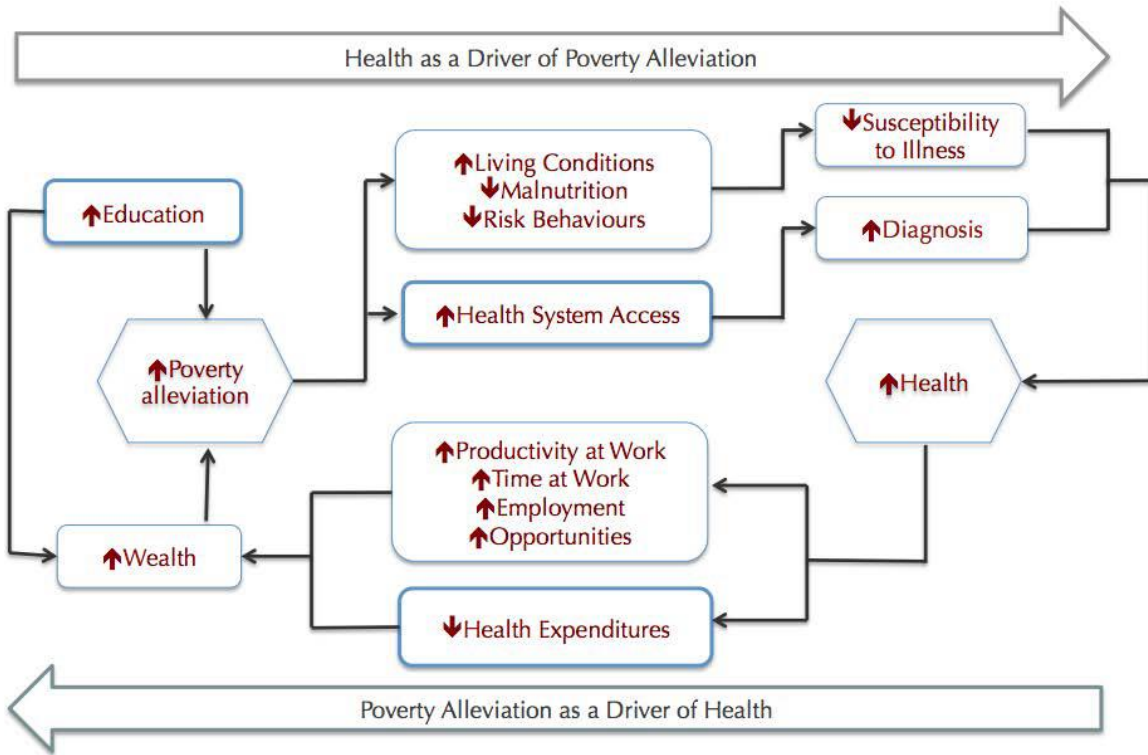 Health as a Driver of Poverty Alleviation
↑Living Conditions
↓Malnutrition
↓Risk Behaviours
↓Susceptibility
to Illness
↑Education
↑Diagnosis
↑Health System Access
↑Poverty
alleviation
↑Health
↑Productivity at Work
↑Time at Work
↑Employment
↑Opportunities
↑Wealth
↓Health Expenditures
Poverty Alleviation as a Driver of Health